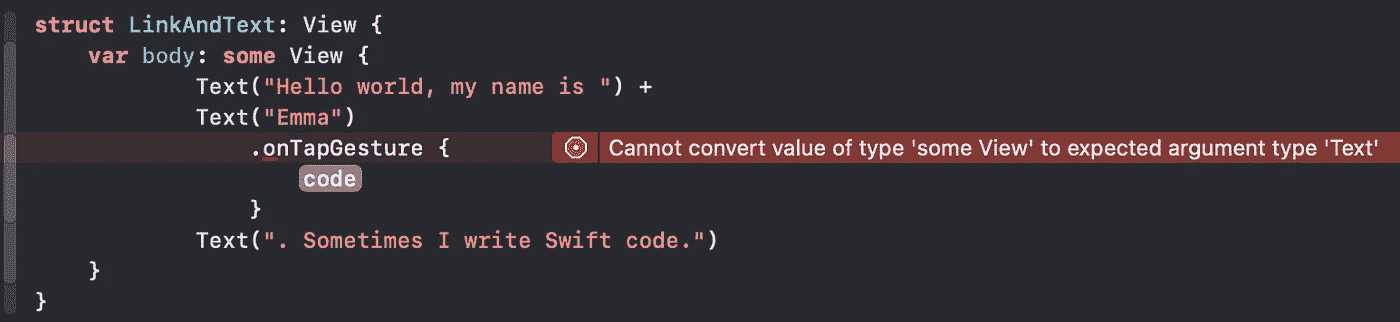 struct LinkAndText: View {
var body: some View {
Text("Hello world, my name is ") +
Text("Emma")
.onTapGesture { Cannot convert value of type 'some View' to expected argument type 'Text'
code
}
Text(". Sometimes I write Swift code.")
}
}